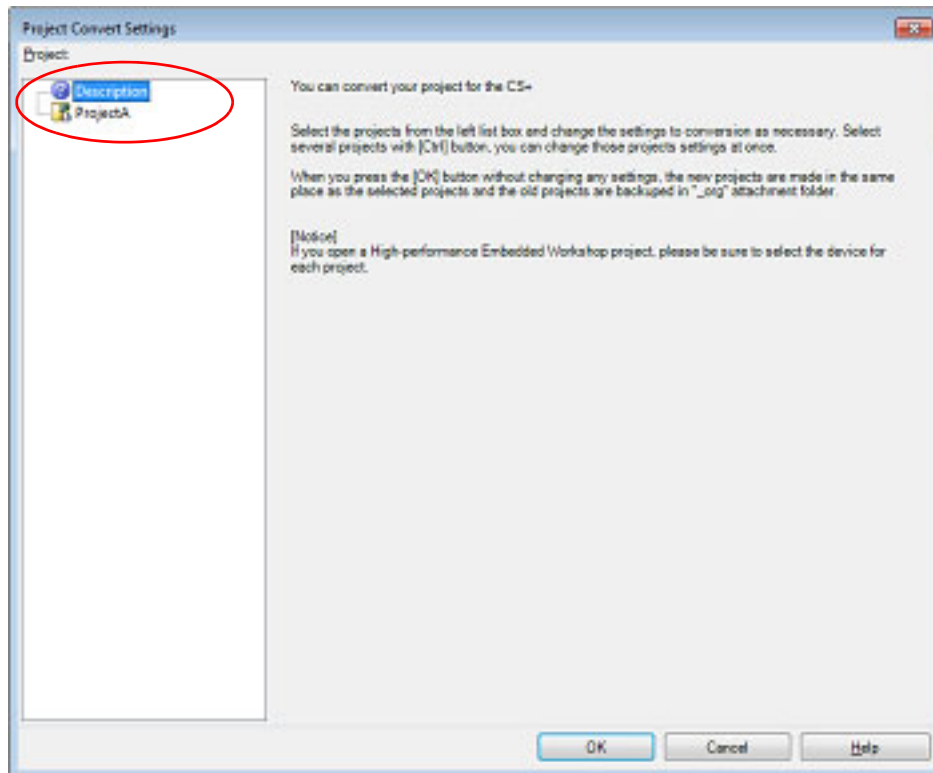 Project Convert Settings
Project:
Description
ProjectA
You can convert your project for the CS+
Select the projects from the left list box and change the settings to conversion as necessary. Select
several projects with [Ctrl] button, you can change those projects settings at once.
When you press the [OK] button without changing any settings, the new projects are made in the same
place as the selected projects and the old projects are backuped in "_org" attachment folder.
[Notice]
If you open a High-performance Embedded Workshop project, please be sure to select the device for
each project.
OK
Cancel
Help